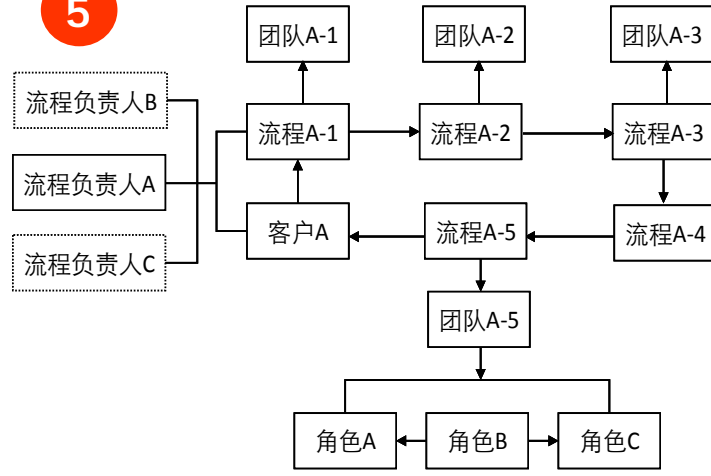 5
团队A-1
团队A-2
团队A-3
流程负责人B
流程A-1
流程A-2
流程A-3
流程负责人A
客户A
流程A-5
流程A-4
流程负责人C
团队A-5
角色A
角色B
角色C